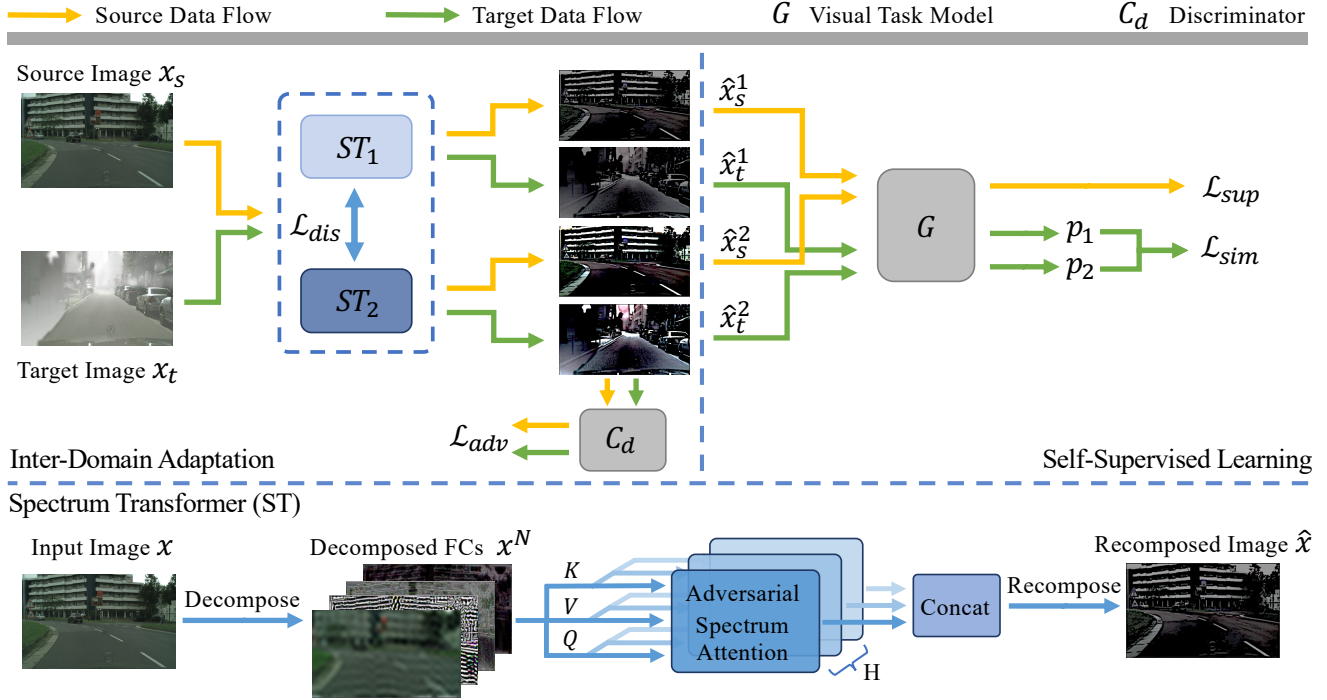 Source Data Flow
Target Data Flow
G Visual Task Model
C_d Discriminator
Source Image x_s
Target Image x_t
ST_1
ℒ_dis
ST_2
x̂_s^1
x̂_t^1
x̂_s^2
x̂_t^2
G
ℒ_sup
p_1
p_2
ℒ_sim
C_d
ℒ_adv
Inter-Domain Adaptation
Self-Supervised Learning
Spectrum Transformer (ST)
Input Image x
Decompose
Decomposed FCs x^N
K
V
Q
Adversarial
Spectrum
Attention
H
Concat
Recompose
Recomposed Image x̂